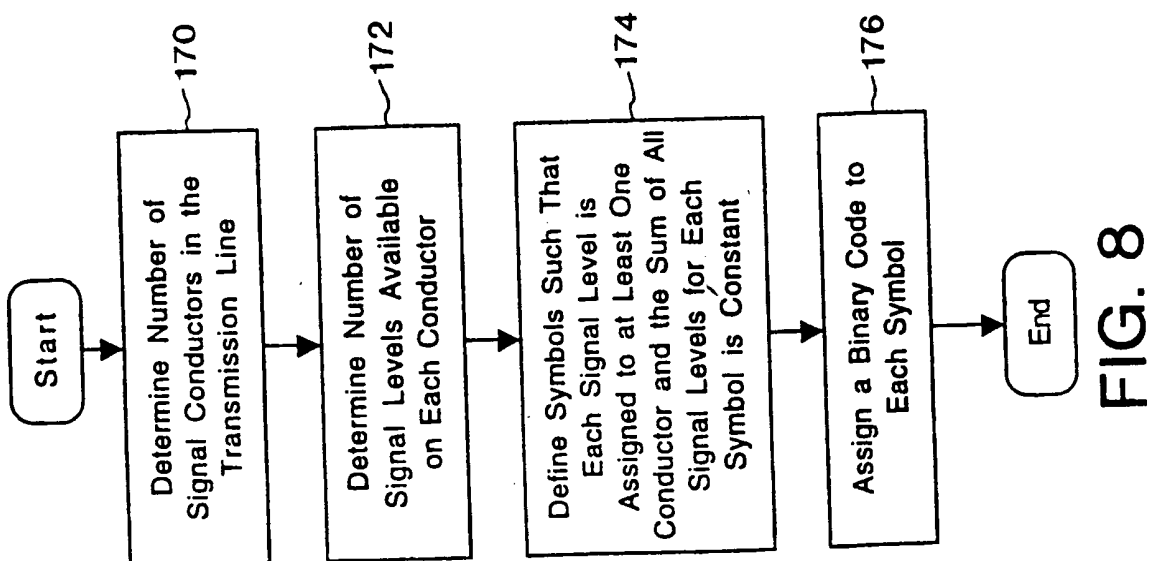 Start
Determine Number of
Signal Conductors in the
Transmission Line
170
Determine Number of
Signal Levels Available
on Each Conductor
172
Define Symbols Such That
Each Signal Level is
Assigned to at Least One
Conductor and the Sum of All
Signal Levels for Each
Symbol is Constant
174
Assign a Binary Code to
Each Symbol
176
End
FIG. 8